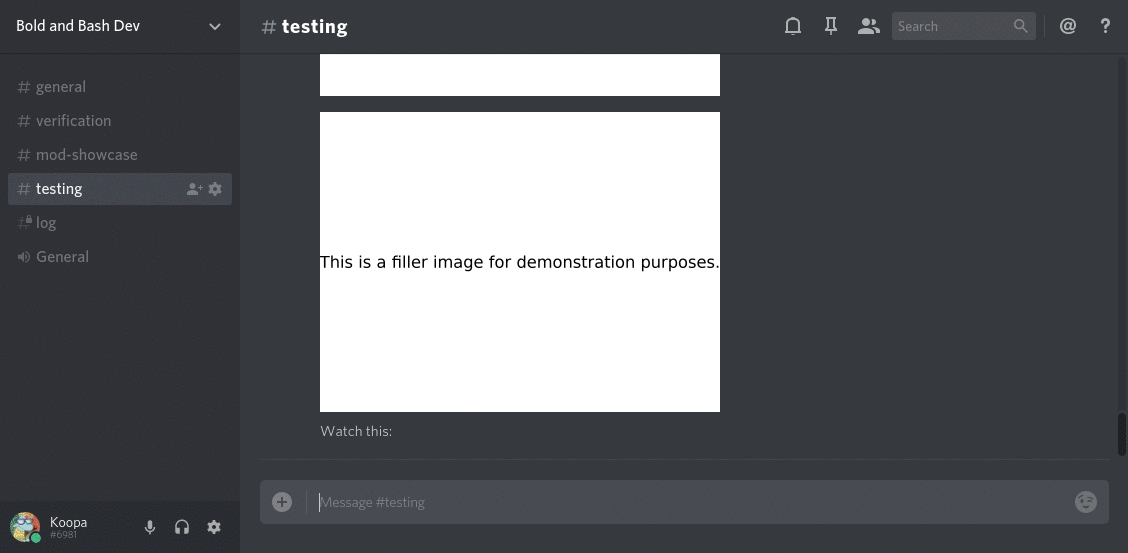 Bold and Bash Dev
# testing
Search
@
?
# general
# verification
# mod-showcase
# testing
# log
General
This is a filler image for demonstration purposes.
Watch this:
Message #testing
Koopa
#6981